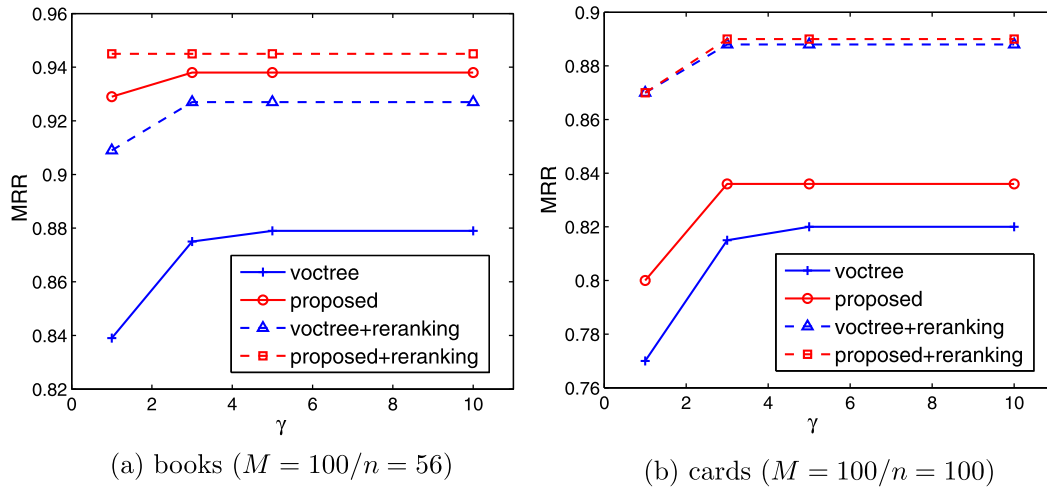 0.96
0.94
0.92
0.9
0.88
0.86
0.84
0.82
MRR
0 2 4 6 8 10
γ
voctree
proposed
voctree+reranking
proposed+reranking
(a) books (M = 100/n = 56)
0.9
0.88
0.86
0.84
0.82
0.8
0.78
0.76
MRR
0 2 4 6 8 10
γ
voctree
proposed
voctree+reranking
proposed+reranking
(b) cards (M = 100/n = 100)